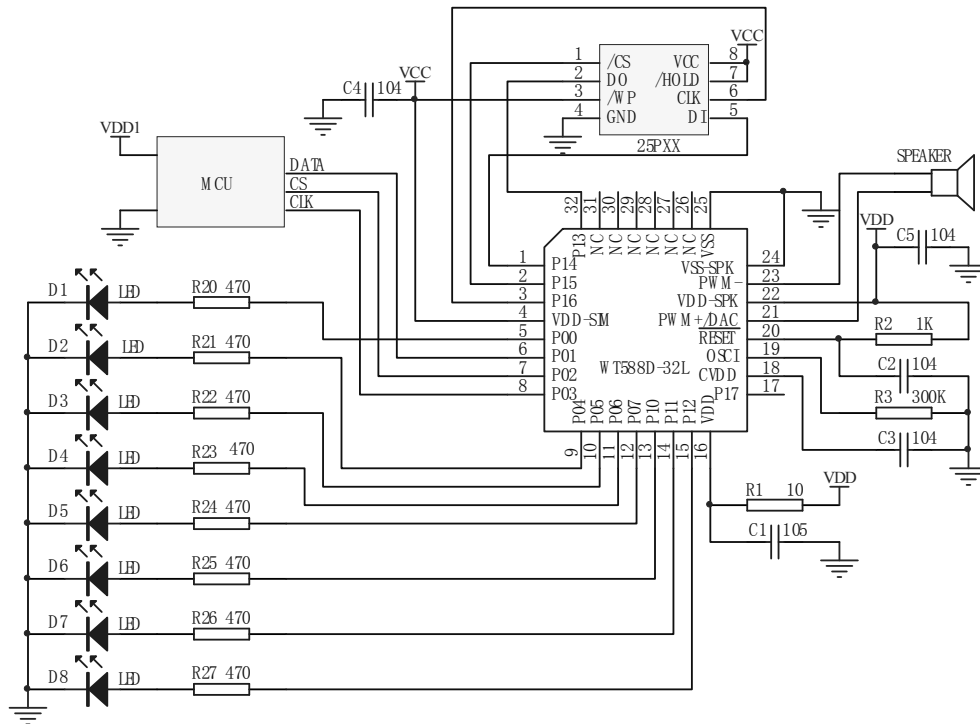 1 /CS VCC 8
2 DO /HOLD 7
3 /WP CLK 6
4 GND DI 5
25PXX
VCC
VCC
C4 104
VDD1
MCU
DATA
CS
CLK
SPEAKER
VDD
C5 104
32 31 30 29 28 27 26 25
P13 NC NC NC NC NC NC VSS
1 P14 VSS-SPK 24
2 P15 PWM- 23
3 P16 VDD-SPK 22
4 VDD-SIM PWM+/DAC 21
5 P00 RESET 20
6 P01 OSCI 19
7 P02 CVDD 18
8 P03 P17 17
WT588D-32L
P04 P05 P06 P07 P10 P11 P12 VDD
9 10 11 12 13 14 15 16
R2 1K
C2 104
R3 300K
C3 104
R1 10
VDD
C1 105
D1 LED R20 470
D2 LED R21 470
D3 LED R22 470
D4 LED R23 470
D5 LED R24 470
D6 LED R25 470
D7 LED R26 470
D8 LED R27 470